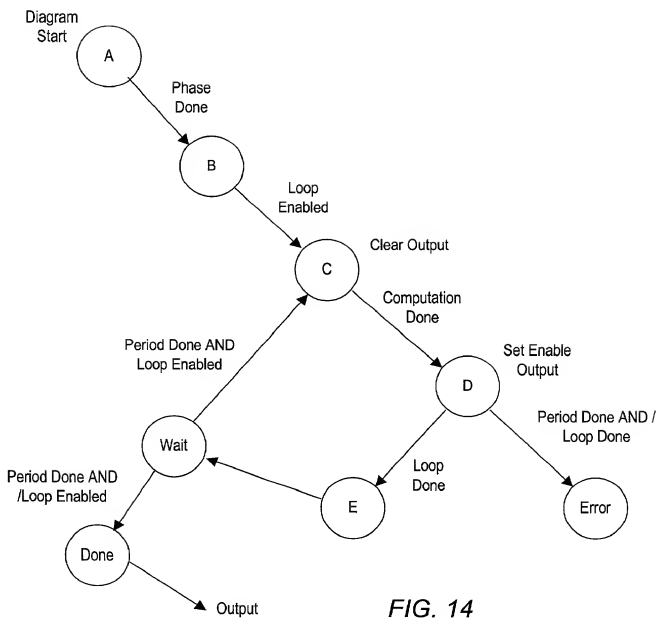 Diagram
Start
A
Phase
Done
B
Loop
Enabled
C
Clear Output
Computation
Done
Period Done AND
Loop Enabled
Set Enable
Output
D
Period Done AND /
Loop Done
Wait
Loop
Done
Period Done AND
/Loop Enabled
E
Error
Done
Output
FIG. 14